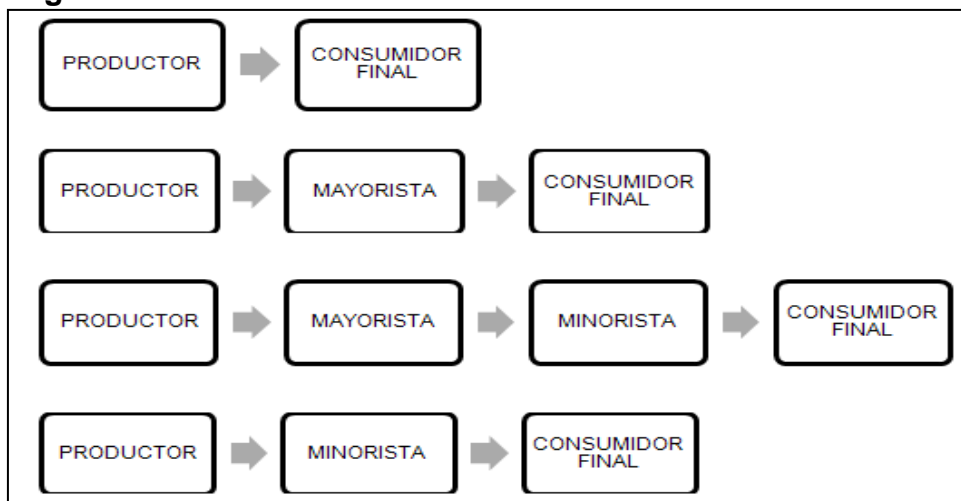 PRODUCTOR
CONSUMIDOR
FINAL
PRODUCTOR
MAYORISTA
CONSUMIDOR
FINAL
PRODUCTOR
MAYORISTA
MINORISTA
CONSUMIDOR
FINAL
PRODUCTOR
MINORISTA
CONSUMIDOR
FINAL